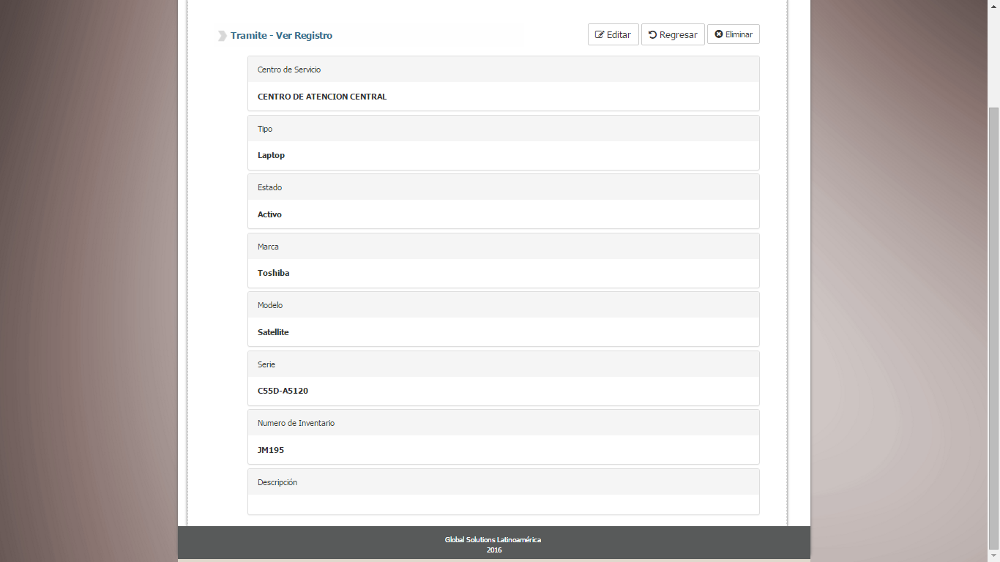 Tramite - Ver Registro
Editar
Regresar
Eliminar
Centro de Servicio
CENTRO DE ATENCION CENTRAL
Tipo
Laptop
Estado
Activo
Marca
Toshiba
Modelo
Satellite
Serie
C55D-A5120
Numero de Inventario
JM195
Descripción
Global Solutions Latinoamérica
2016